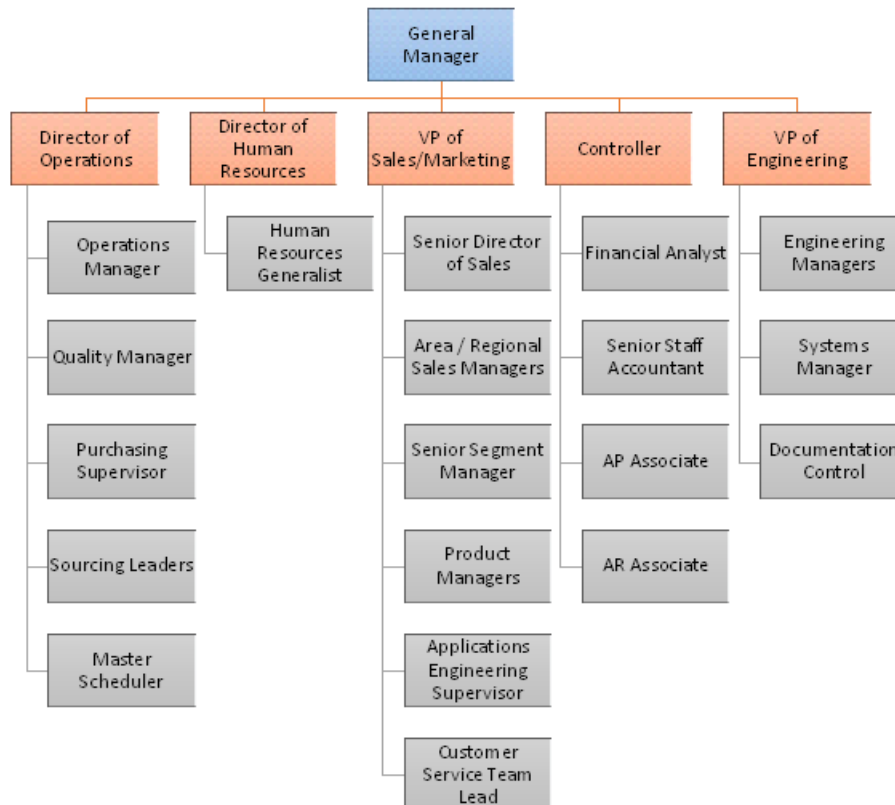 General
Manager
Director of
Operations
Director of
Human
Resources
VP of
Sales/Marketing
Controller
VP of
Engineering
Operations
Manager
Quality Manager
Purchasing
Supervisor
Sourcing Leaders
Master
Scheduler
Human
Resources
Generalist
Senior Director
of Sales
Area / Regional
Sales Managers
Senior Segment
Manager
Product
Managers
Applications
Engineering
Supervisor
Customer
Service Team
Lead
Financial Analyst
Senior Staff
Accountant
AP Associate
AR Associate
Engineering
Managers
Systems
Manager
Documentation
Control